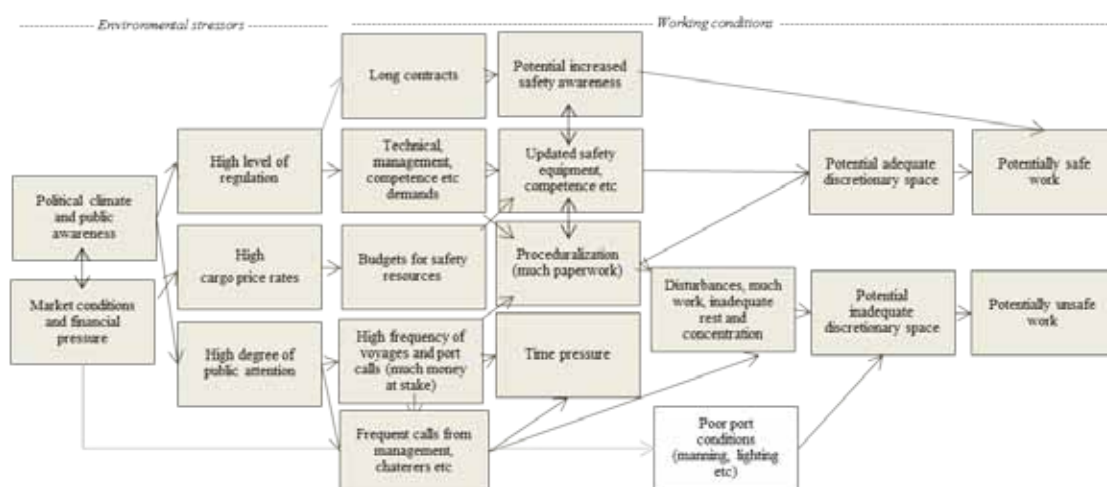 Environmental stressors
Working conditions
Long contracts
Potential increased
safety awareness
High level of
regulation
Technical,
management,
competence etc
demands
Updated safety
equipment,
competence etc
Potential adequate
discretionary space
Potentially safe
work
Political climate
and public
awareness
High
cargo price rates
Budgets for safety
resources
Proceduralization
(much paperwork)
Disturbances, much
work, inadequate
rest and
concentration
Potential
inadequate
discretionary space
Potentially unsafe
work
Market conditions
and financial
pressure
High degree of
public attention
High frequency of
voyages and port
calls (much money
at stake)
Time pressure
Frequent calls from
management,
chaterers etc
Poor port
conditions
(manning, lighting
etc)